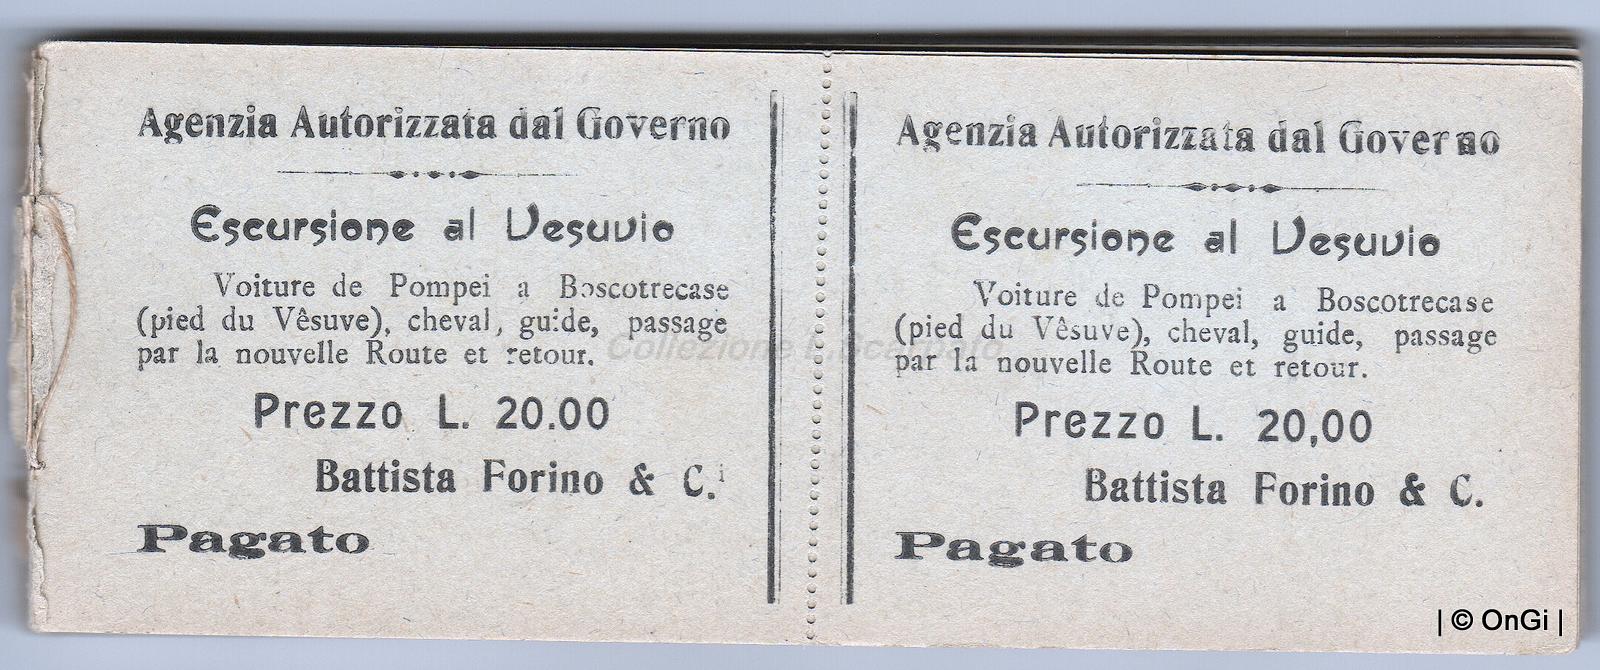 Agenzia Autorizzata dal Governo
Escursione al Vesuvio
Voiture de Pompei a Boscotrecase
(pied du Vêsuve), cheval, guide, passage
par la nouvelle Route et retour.
Prezzo L. 20.00
Battista Forino & C.i
Pagato
Agenzia Autorizzata dal Governo
Escursione al Vesuvio
Voiture de Pompei a Boscotrecase
(pied du Vêsuve), cheval, guide, passage
par la nouvelle Route et retour.
Prezzo L. 20,00
Battista Forino & C.
Pagato
Collezione
| © OnGi |